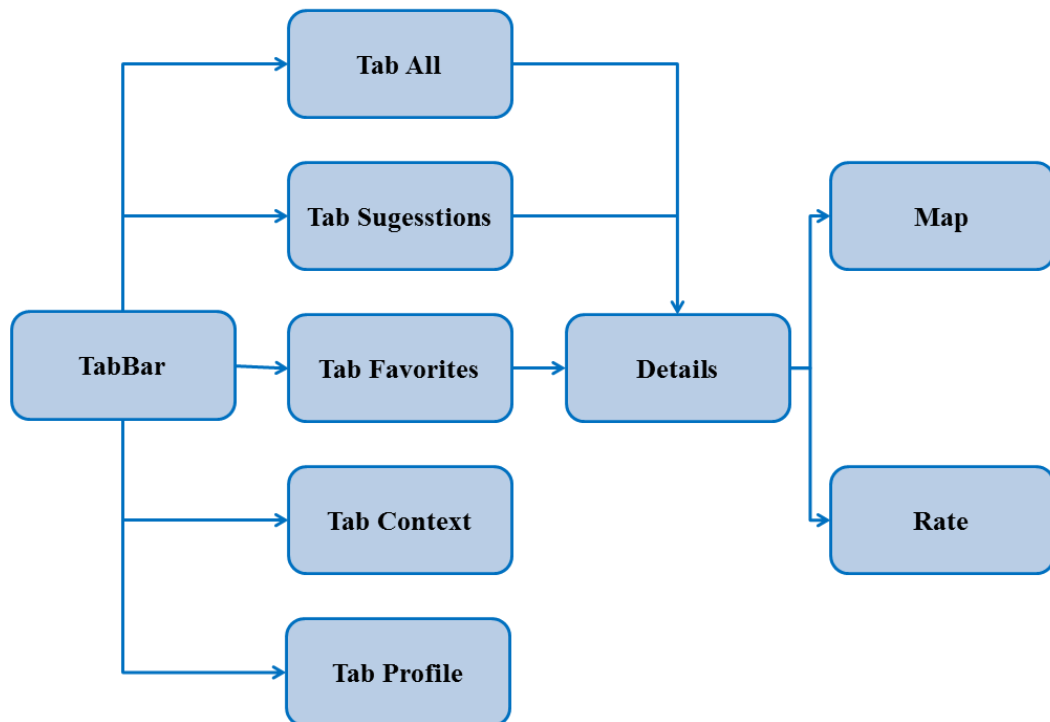 Tab All
Tab Sugesstions
Map
TabBar
Tab Favorites
Details
Tab Context
Rate
Tab Profile